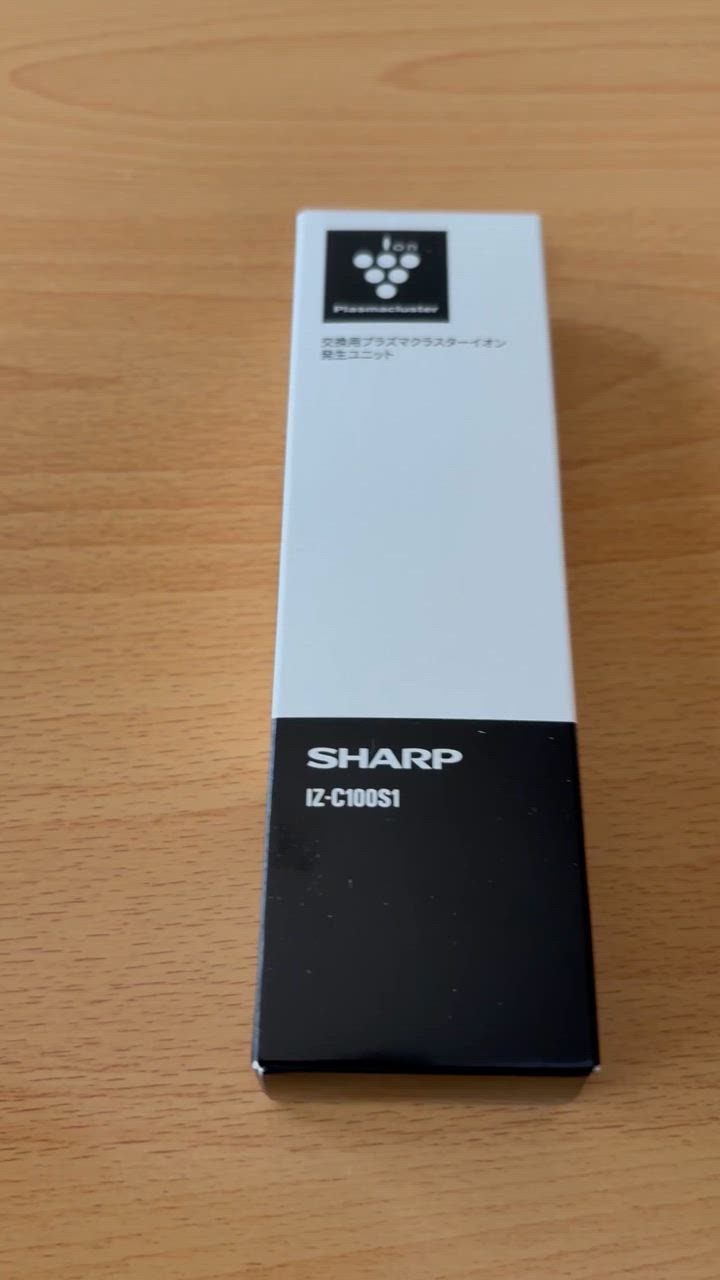 Ion
Plasmacluster
交換用プラズマクラスターイオン
発生ユニット
SHARP
IZ-C100S1